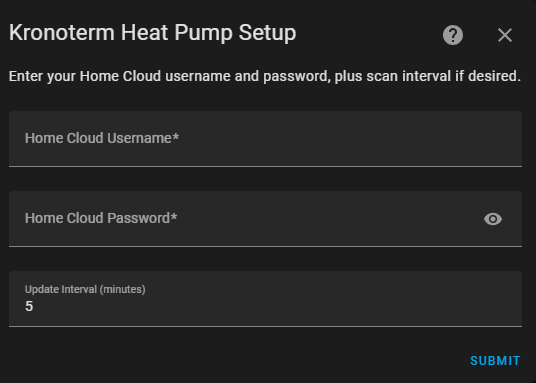 Kronoterm Heat Pump Setup
Enter your Home Cloud username and password, plus scan interval if desired.
Home Cloud Username*
Home Cloud Password*
Update Interval (minutes)
5
SUBMIT